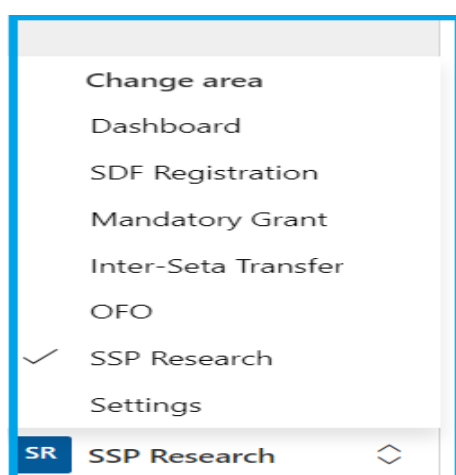 Change area
Dashboard
SDF Registration
Mandatory Grant
Inter-Seta Transfer
OFO
SSP Research
Settings
SR SSP Research